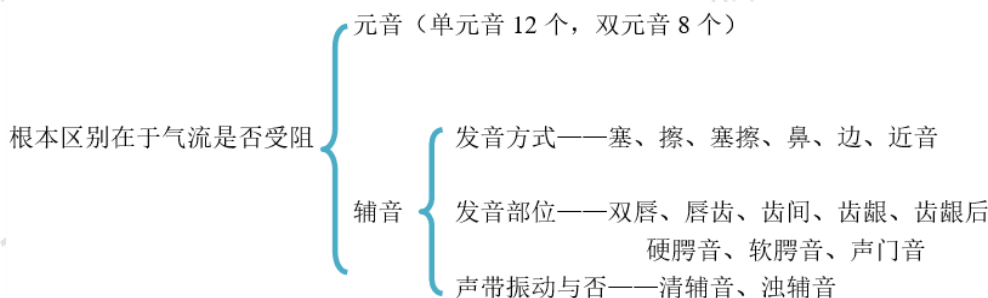 元音（单元音 12 个，双元音 8 个）
根本区别在于气流是否受阻
发音方式——塞、擦、塞擦、鼻、边、近音
辅音
发音部位——双唇、唇齿、齿间、齿龈、齿龈后
硬腭音、软腭音、声门音
声带振动与否——清辅音、浊辅音